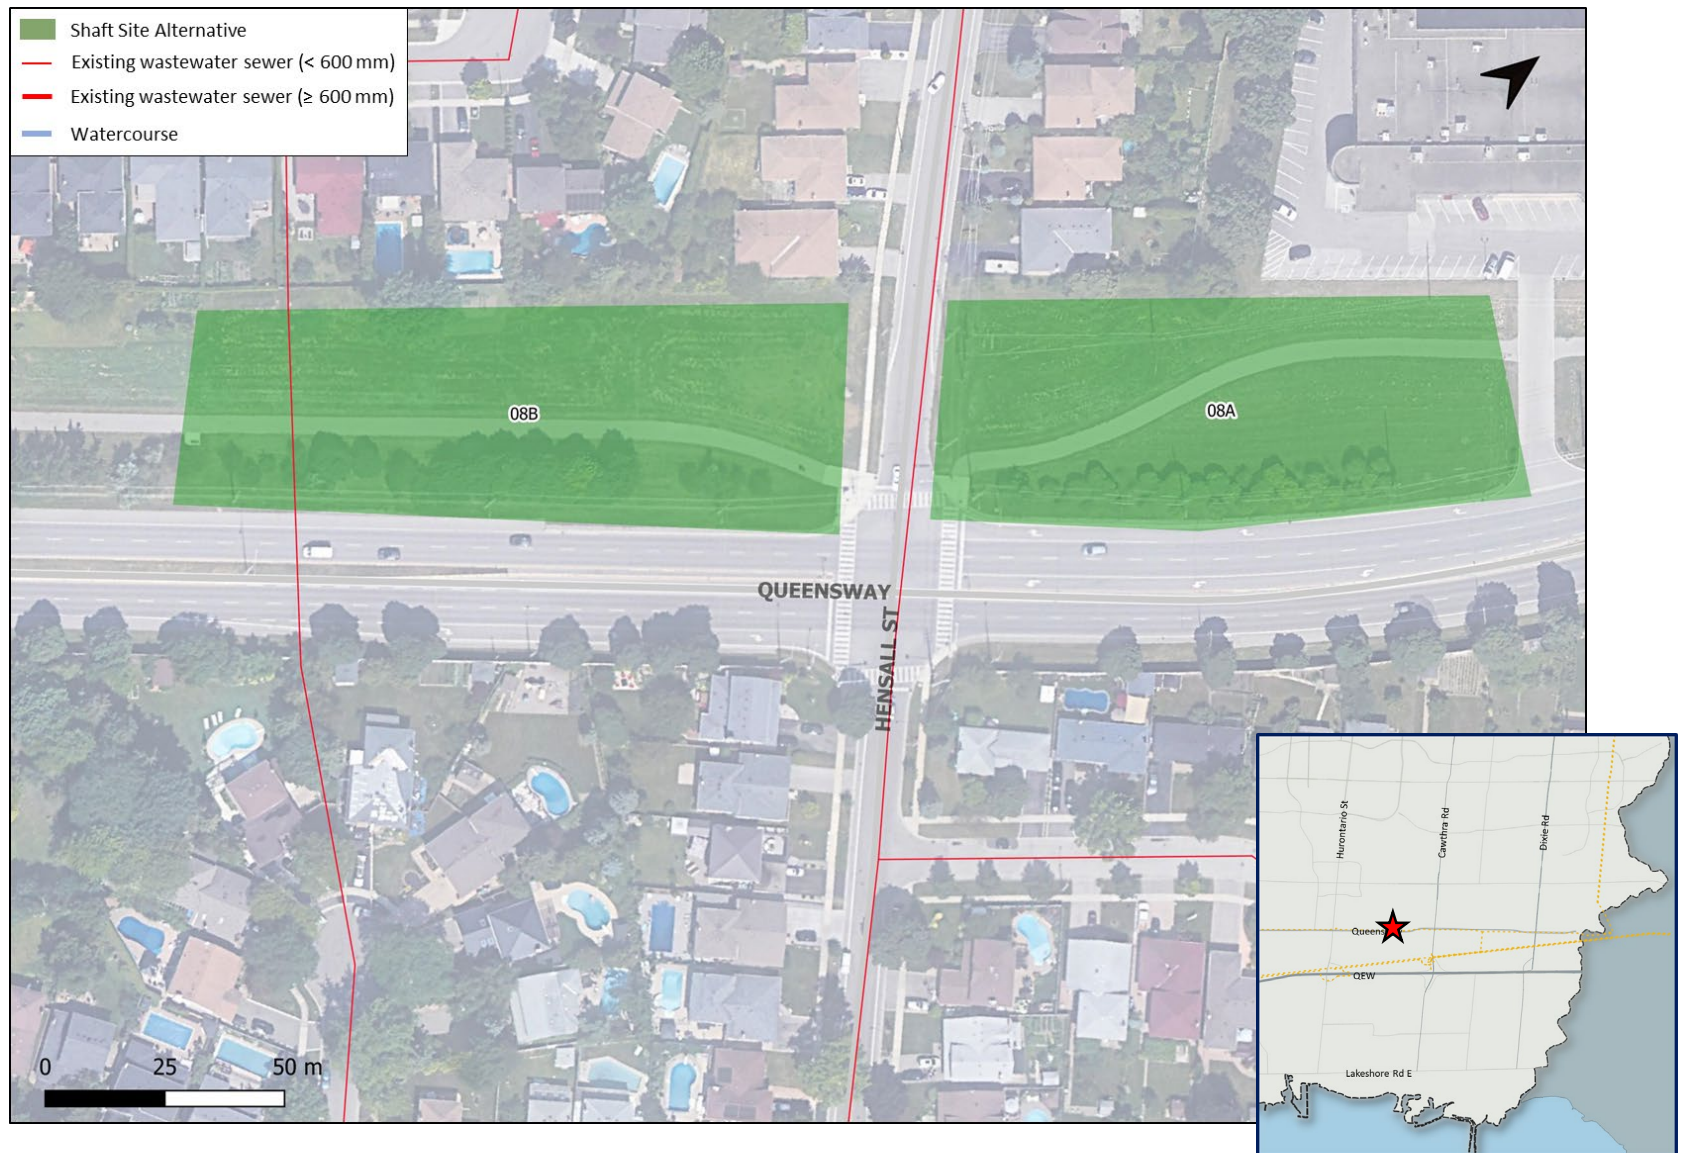 Shaft Site Alternative
Existing wastewater sewer (< 600 mm)
Existing wastewater sewer (≥ 600 mm)
Watercourse
08B
08A
QUEENSWAY
HENSALL ST
0 25 50 m
Hurontario St
Cawthra Rd
Dixie Rd
Queens
QEW
Lakeshore Rd E